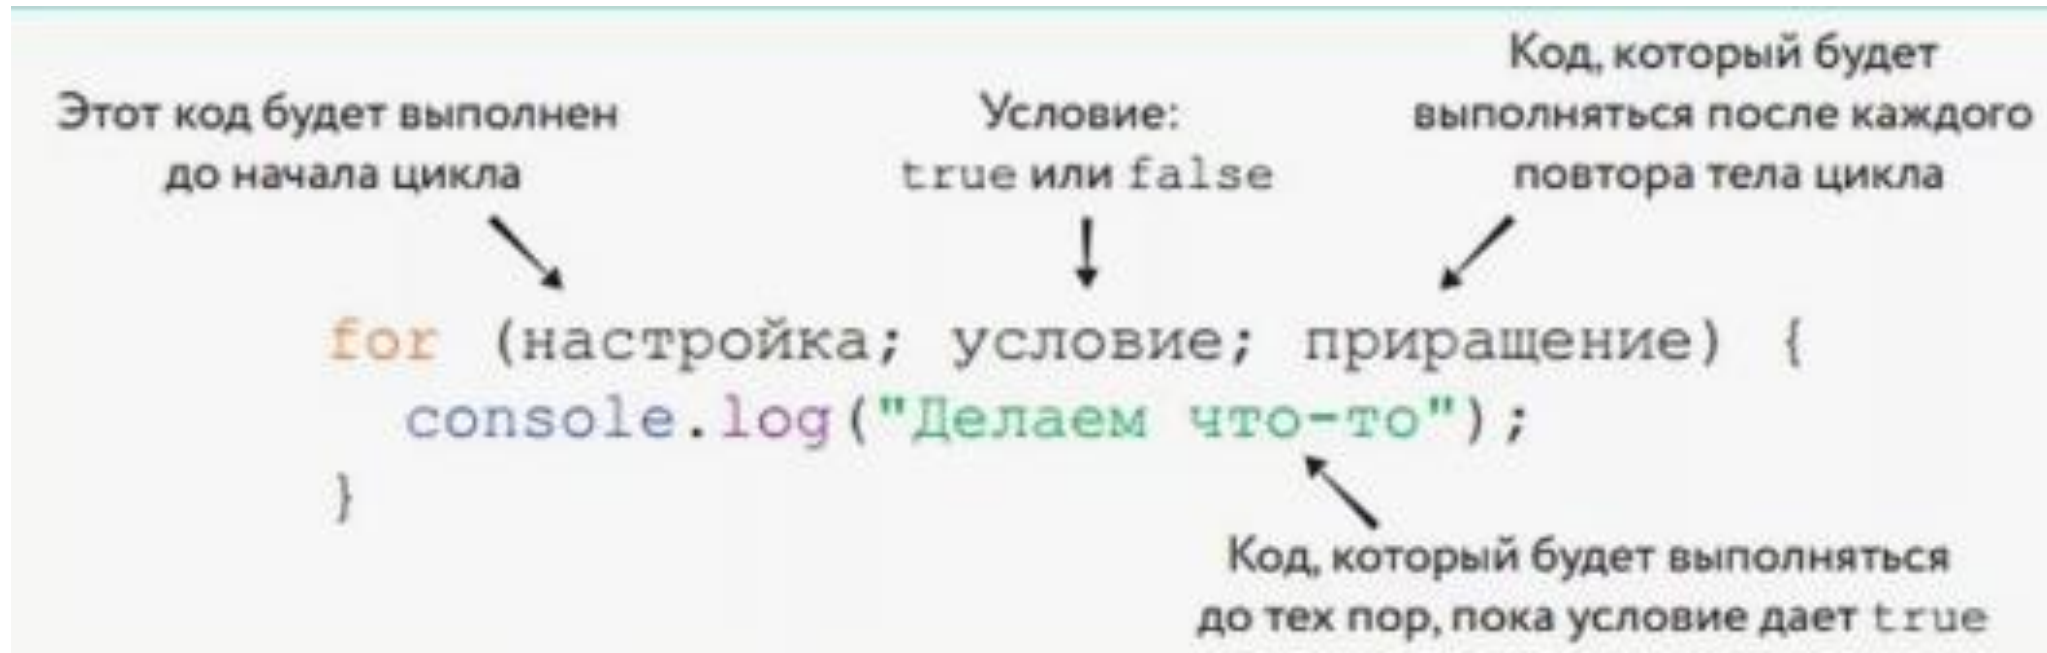 Этот код будет выполнен
до начала цикла
Условие:
true или false
Код, который будет
выполняться после каждого
повтора тела цикла
for (настройка; условие; приращение) {
console.log("Делаем что-то");
}
Код, который будет выполняться
до тех пор, пока условие дает true